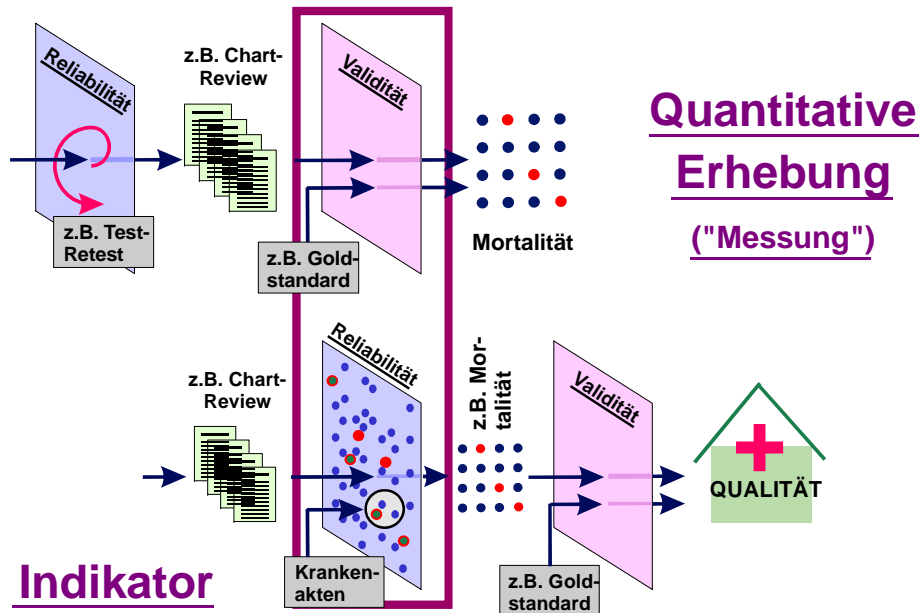 Reliabilität
z.B. Chart-
Review
Validität
Quantitative
Erhebung
("Messung")
z.B. Test-
Retest
z.B. Gold-
standard
Mortalität
z.B. Chart-
Review
Reliabilität
z.B. Mor-
talität
Validität
QUALITÄT
Kranken-
akten
z.B. Gold-
standard
Indikator